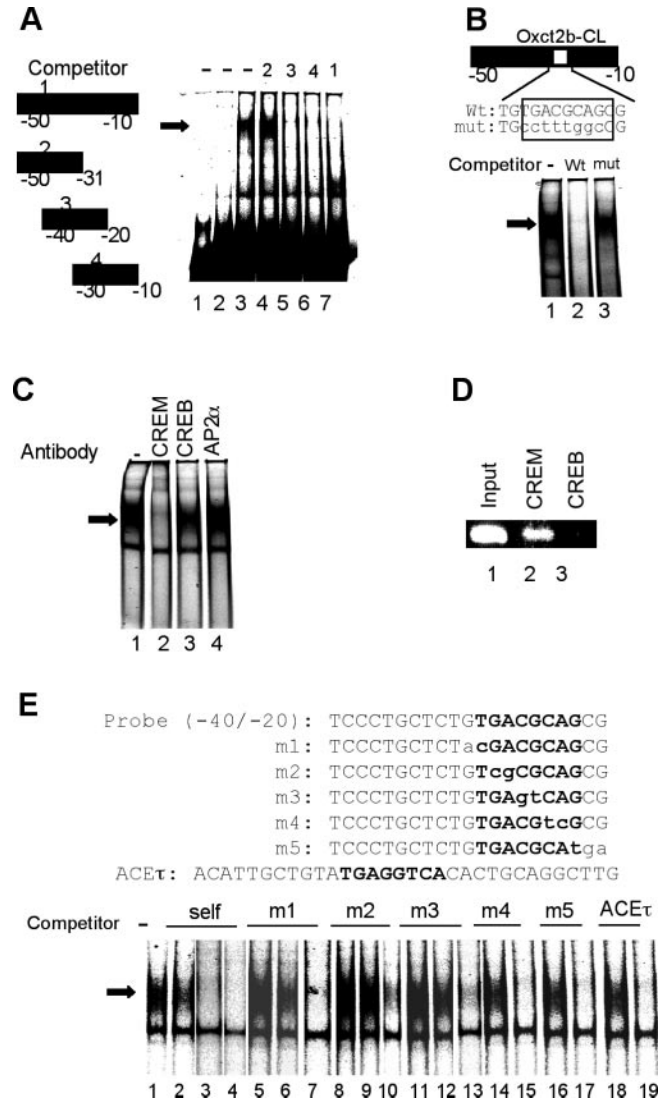 A
Competitor
- - - 2 3 4 1
1
-50 -10
2
-50 -31
3
-40 -20
4
-30 -10
1 2 3 4 5 6 7
B
Oxct2b-CL
-50 -10
Wt:TGTGACGCAGCG
mut:TGcctttggcCG
Competitor - Wt mut
1 2 3
C
Antibody
- CREM CREB AP2α
1 2 3 4
D
Input CREM CREB
1 2 3
E
Probe (-40/-20): TCCCTGCTCTGTGACGCAGCG
m1: TCCCTGCTCTacGACGCAGCG
m2: TCCCTGCTCTGTcgCGCAGCG
m3: TCCCTGCTCTGTGAgtCAGCG
m4: TCCCTGCTCTGTGACGtcGCG
m5: TCCCTGCTCTGTGACGCAtga
ACEτ: ACATTGCTGTATGAGGTCACACTGCAGGCTTG
Competitor - self m1 m2 m3 m4 m5 ACEτ
1 2 3 4 5 6 7 8 9 10 11 12 13 14 15 16 17 18 19